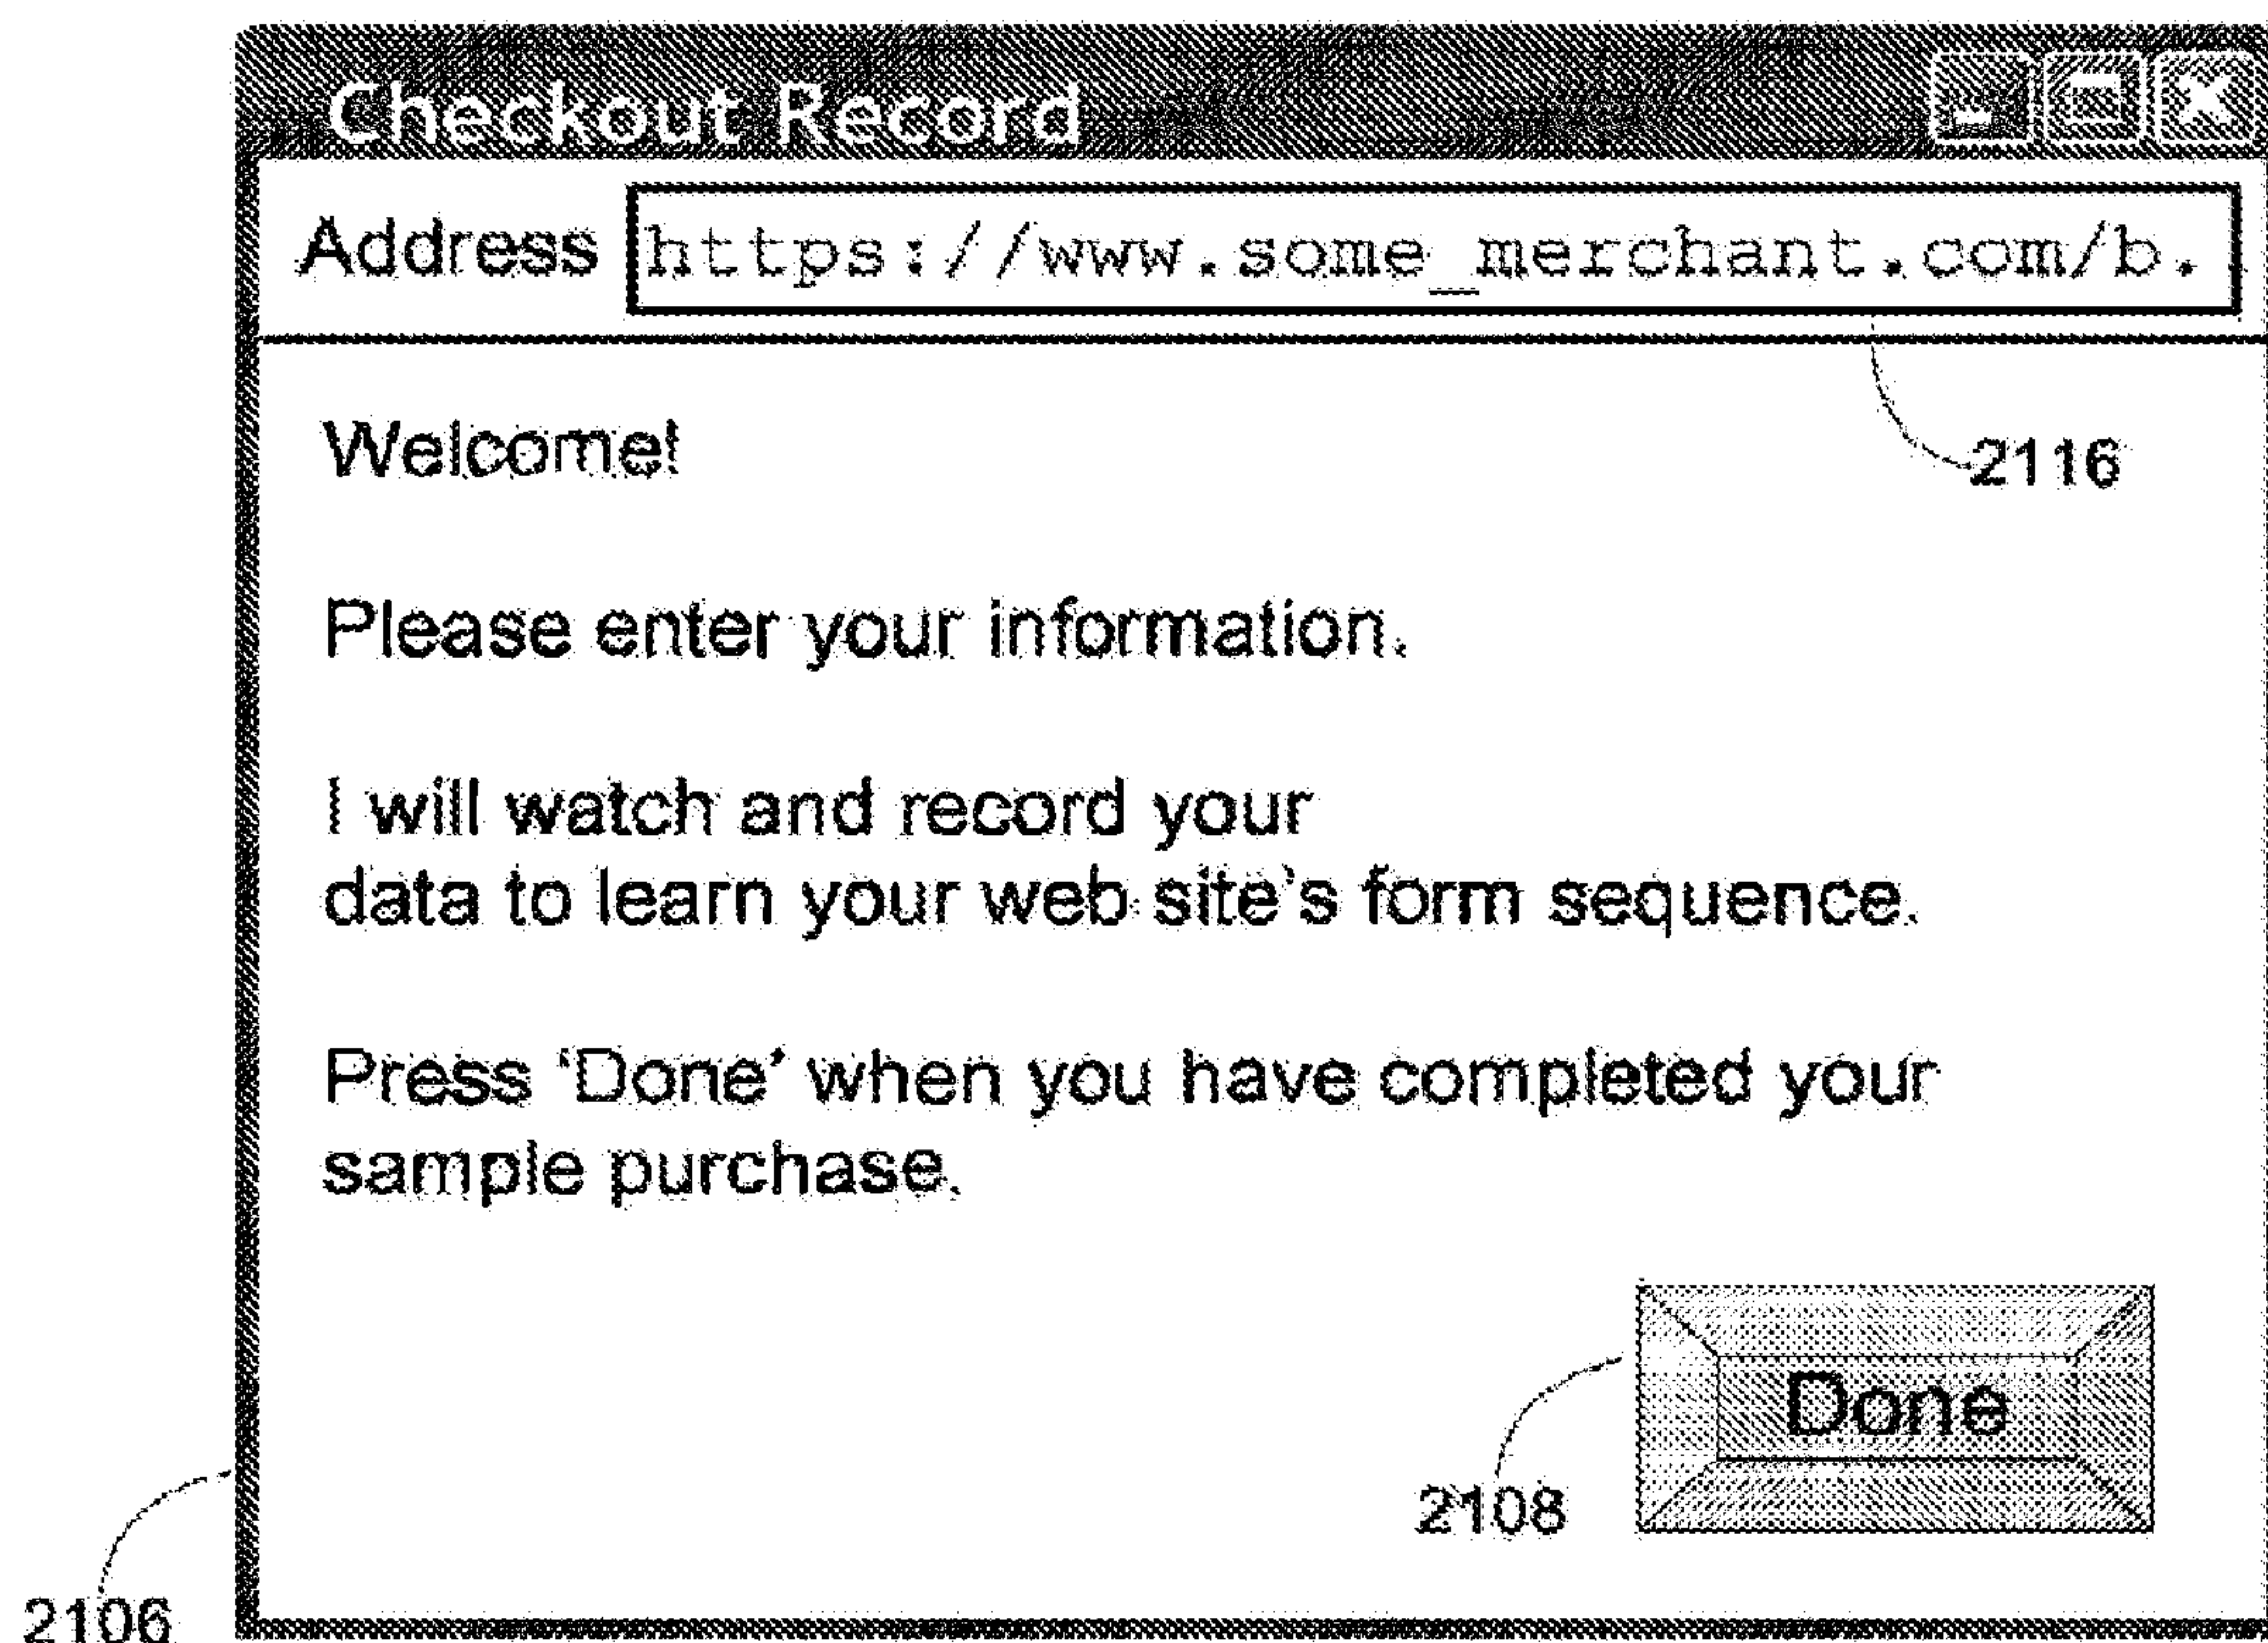 Checkout Record
Address https://www.some_merchant.com/b..
Welcome!
2116
Please enter your information.
I will watch and record your
data to learn your web site's form sequence.
Press 'Done' when you have completed your
sample purchase.
Done
2108
2106